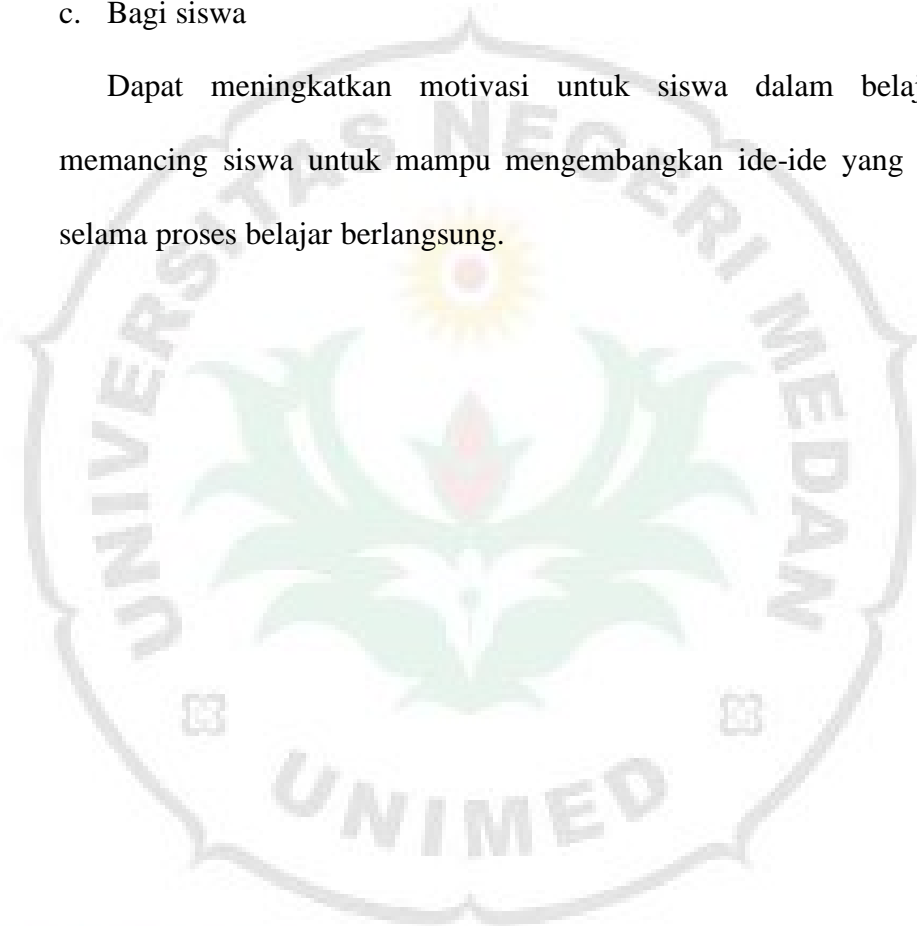 c. Bagi siswa
Dapat meningkatkan motivasi untuk siswa dalam
memancing siswa untuk mampu mengembangkan ide-ide yang
selama proses belajar berlangsung.
UNIVERSITAS NEGERI MEDAN
UNIMED